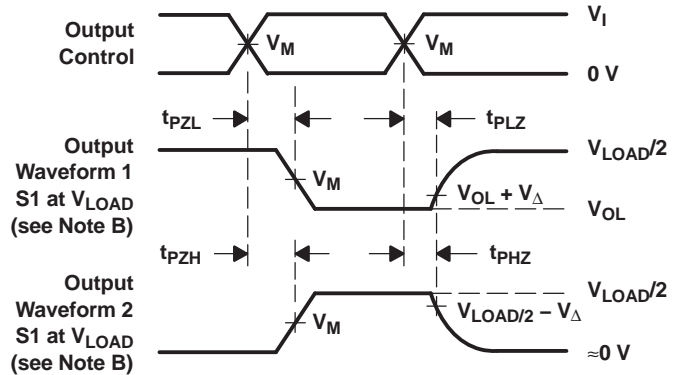 Output
Control
V_M
V_M
V_I
0 V
t_PZL
t_PLZ
Output
Waveform 1
S1 at V_LOAD
(see Note B)
V_M
V_LOAD/2
V_OL + V_Δ
V_OL
t_PZH
t_PHZ
Output
Waveform 2
S1 at V_LOAD
(see Note B)
V_M
V_LOAD/2
V_LOAD/2 – V_Δ
≈0 V